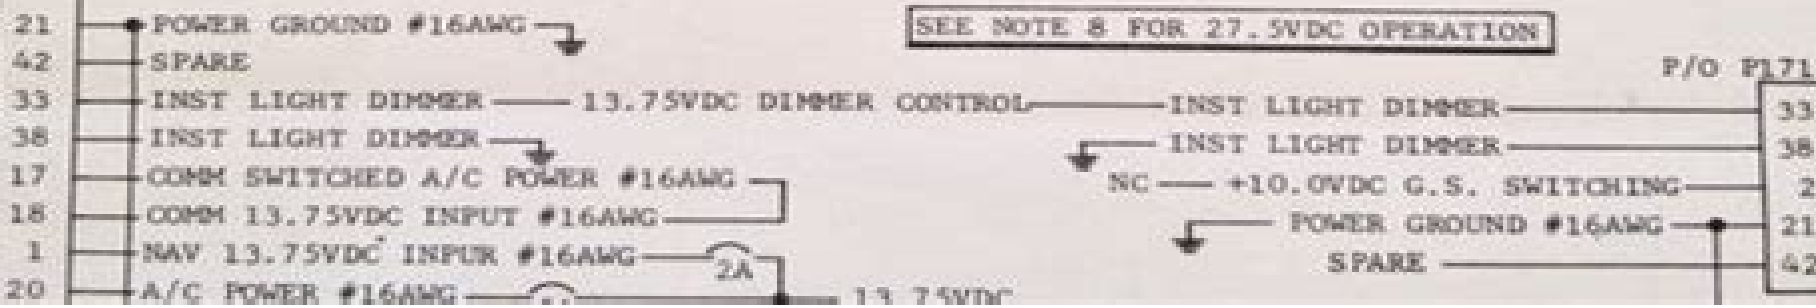 21 POWER GROUND #16AWG
SEE NOTE 8 FOR 27.5VDC OPERATION
42 SPARE
P/O P171
33 INST LIGHT DIMMER 13.75VDC DIMMER CONTROL INST LIGHT DIMMER 33
38 INST LIGHT DIMMER
INST LIGHT DIMMER 38
17 COMM SWITCHED A/C POWER #16AWG
NC +10.0VDC G.S. SWITCHING 2
18 COMM 13.75VDC INPUT #16AWG
POWER GROUND #16AWG 21
1 NAV 13.75VDC INPUR #16AWG 2A
SPARE 42
20 A/C POWER #16AWG 13.75VDC